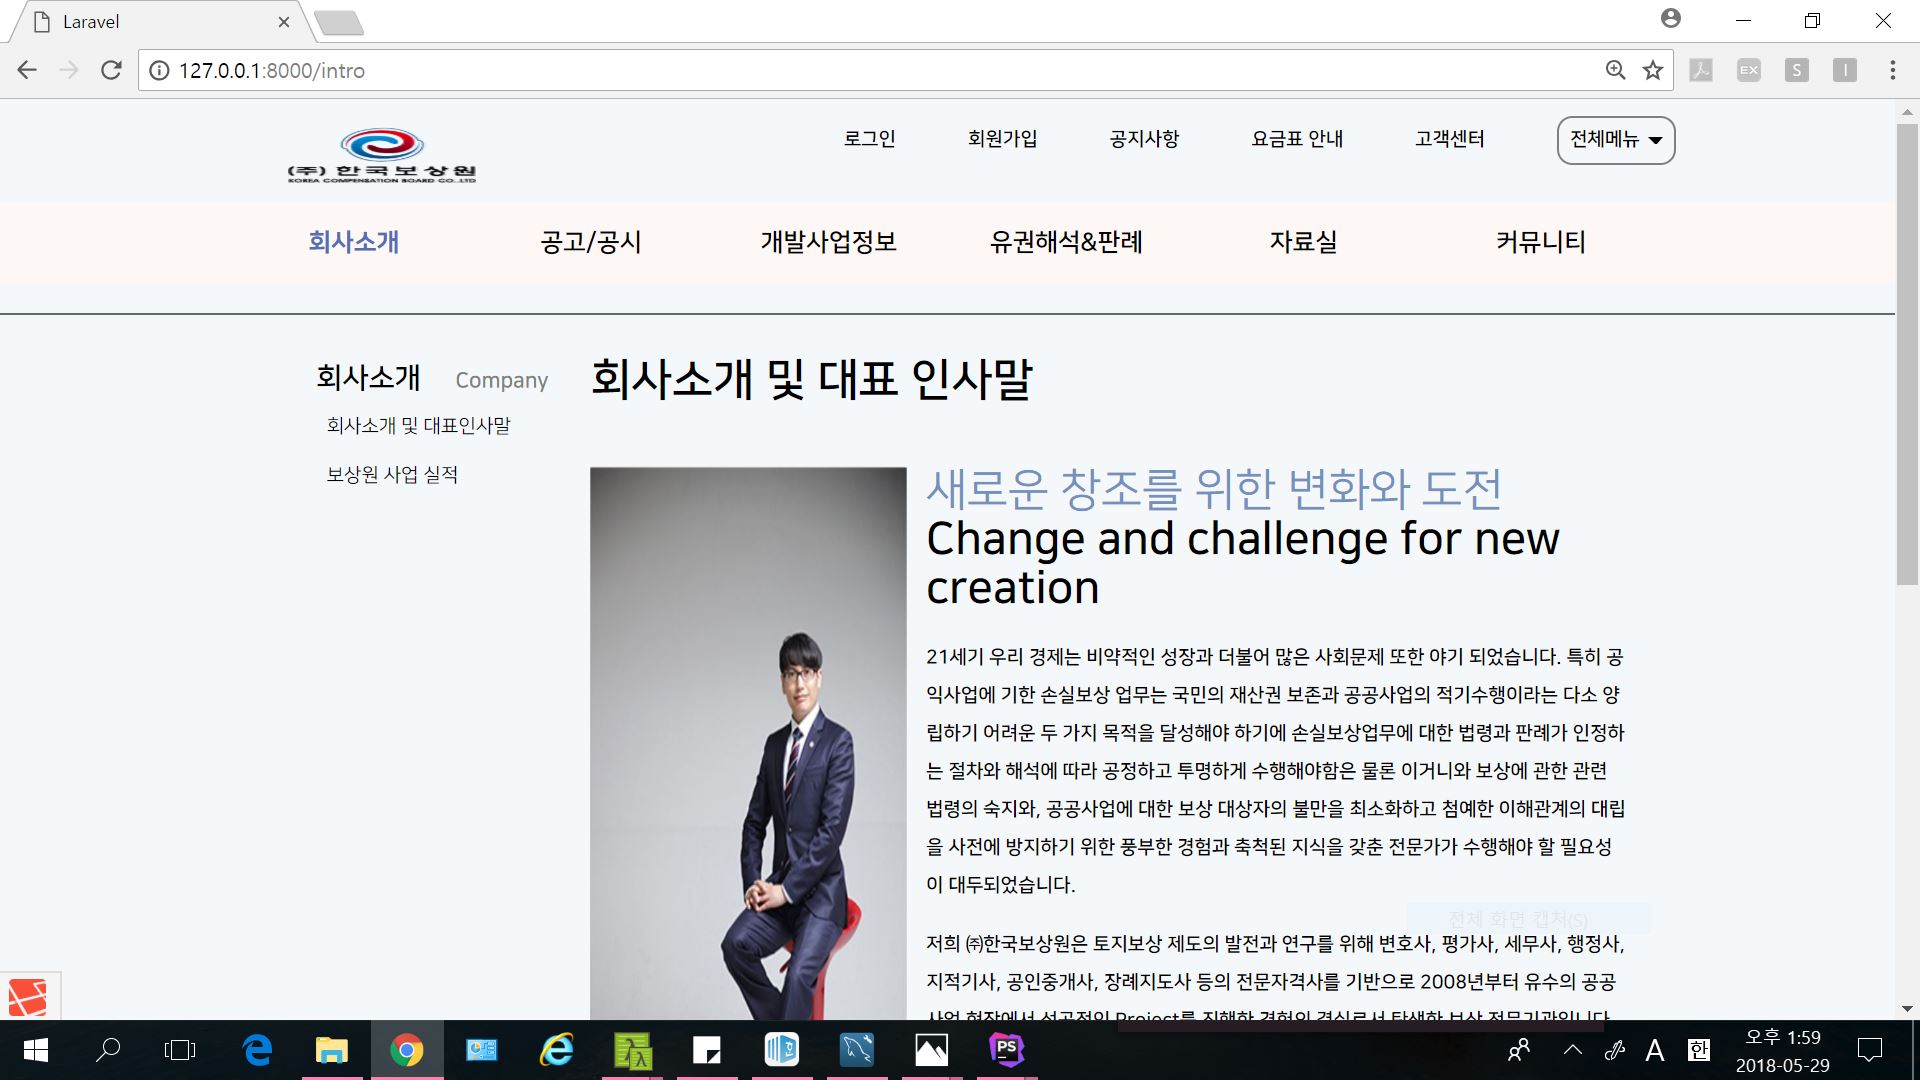 Laravel
127.0.0.1:8000/intro
EX
S
I
(주) 한국보상원
KOREA COMPENSATION BOARD CO.,LTD
로그인
회원가입
공지사항
요금표 안내
고객센터
전체메뉴
회사소개
공고/공시
개발사업정보
유권해석&판례
자료실
커뮤니티
회사소개 Company
회사소개 및 대표인사말
보상원 사업 실적
회사소개 및 대표 인사말
새로운 창조를 위한 변화와 도전
Change and challenge for new
creation
21세기 우리 경제는 비약적인 성장과 더불어 많은 사회문제 또한 야기 되었습니다. 특히 공
익사업에 기한 손실보상 업무는 국민의 재산권 보존과 공공사업의 적기수행이라는 다소 양
립하기 어려운 두 가지 목적을 달성해야 하기에 손실보상업무에 대한 법령과 판례가 인정하
는 절차와 해석에 따라 공정하고 투명하게 수행해야함은 물론 이거니와 보상에 관한 관련
법령의 숙지와, 공공사업에 대한 보상 대상자의 불만을 최소화하고 첨예한 이해관계의 대립
을 사전에 방지하기 위한 풍부한 경험과 축척된 지식을 갖춘 전문가가 수행해야 할 필요성
이 대두되었습니다.
전체 화면 캡처(S)
저희 ㈜한국보상원은 토지보상 제도의 발전과 연구를 위해 변호사, 평가사, 세무사, 행정사,
지적기사, 공인중개사, 장례지도사 등의 전문자격사를 기반으로 2008년부터 유수의 공공
사업 현장에서 성공적인 Project를 진행한 경험의 결실로서 탄생한 보상 전문기관입니다
PS
A
한
오후 1:59
2018-05-29